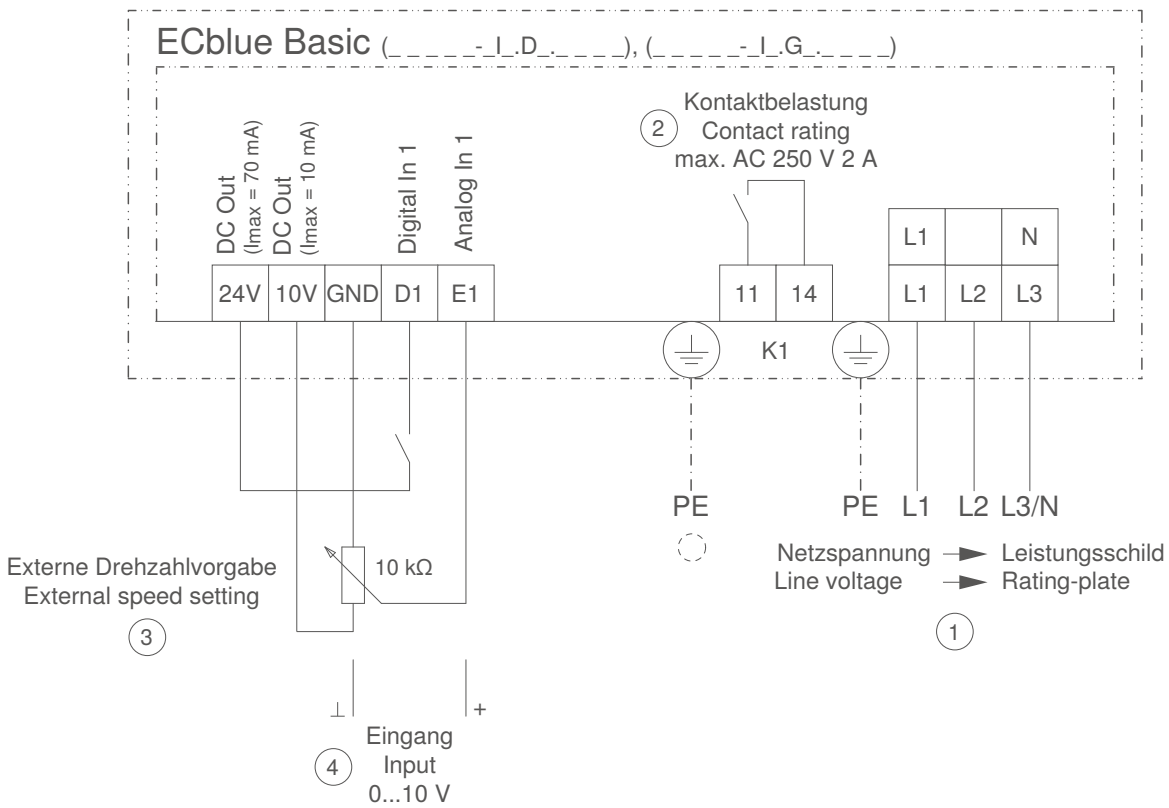 ECblue Basic (_ _ _ _ _-_I_.D_._ _ _ _), (_ _ _ _ _-_I_.G_._ _ _ _)
DC Out
(Imax = 70 mA)
DC Out
(Imax = 10 mA)
Digital In 1
Analog In 1
2
Kontaktbelastung
Contact rating
max. AC 250 V 2 A
L1 N
24V 10V GND D1 E1
11 14
L1 L2 L3
K1
PE
PE L1 L2 L3/N
Netzspannung Leistungsschild
Line voltage Rating-plate
1
Externe Drehzahlvorgabe
External speed setting
3
10 kΩ
⊥ +
4
Eingang
Input
0...10 V